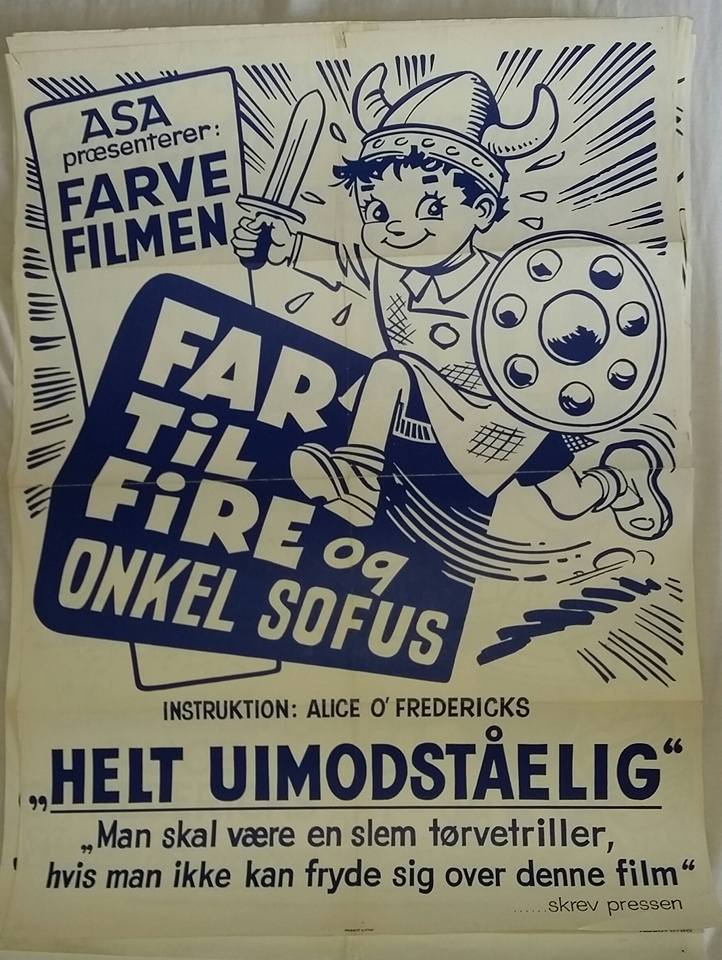 ASA
præsenterer:
FARVE
FILMEN
FAR
TiL
FiRE og
ONKEL SOFUS
INSTRUKTION: ALICE O' FREDERICKS
„HELT UIMODSTÅELIG“
„Man skal være en slem tørvetriller,
hvis man ikke kan fryde sig over denne film“
......skrev pressen